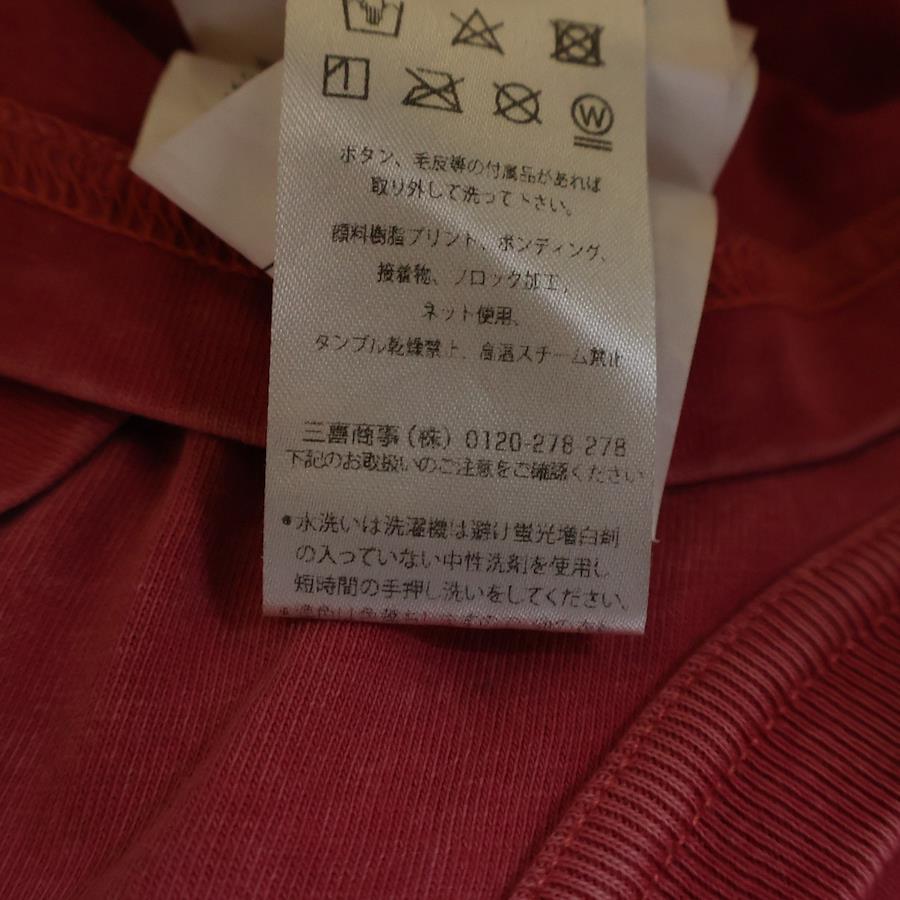 W
ボタン、毛皮等の付属品があれば
取り外して洗って下さい。
顔料樹脂プリント、ボンディング、
接着物、フロック加工、
ネット使用、
タンブル乾燥禁止、高温スチーム禁止
三喜商事(株) 0120-278-278
下記のお取扱いのご注意をご確認ください
●水洗いは洗濯機は避け蛍光増白剤
の入っていない中性洗剤を使用し
短時間の手押し洗いをしてください。